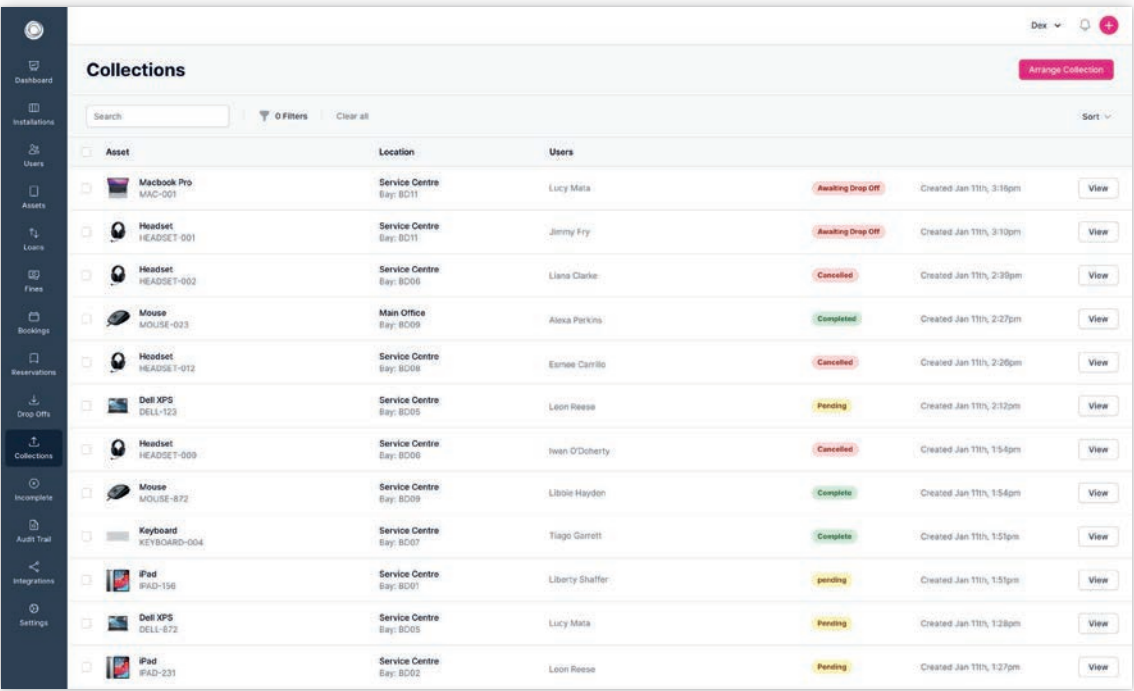 Dex
Dashboard
Installations
Users
Assets
Loans
Fines
Bookings
Reservations
Drop Offs
Collections
Incomplete
Audit Trail
Integrations
Settings
Collections
Arrange Collection
Search
0 Filters
Clear all
Sort
Asset Location Users
Macbook Pro Service Centre
MAC-001 Bay: BD11 Lucy Mata Awaiting Drop Off Created Jan 11th, 3:16pm View
Headset Service Centre
HEADSET-001 Bay: BD11 Jimmy Fry Awaiting Drop Off Created Jan 11th, 3:10pm View
Headset Service Centre
HEADSET-002 Bay: BD06 Liana Clarke Cancelled Created Jan 11th, 2:39pm View
Mouse Main Office
MOUSE-023 Bay: BD09 Alexa Perkins Completed Created Jan 11th, 2:27pm View
Headset Service Centre
HEADSET-012 Bay: BD08 Esmee Carrillo Cancelled Created Jan 11th, 2:26pm View
Dell XPS Service Centre
DELL-123 Bay: BD05 Leon Reese Pending Created Jan 11th, 2:12pm View
Headset Service Centre
HEADSET-009 Bay: BD06 Iwan O'Doherty Cancelled Created Jan 11th, 1:54pm View
Mouse Service Centre
MOUSE-872 Bay: BD09 Libbie Haydon Complete Created Jan 11th, 1:54pm View
Keyboard Service Centre
KEYBOARD-004 Bay: BD07 Tiago Garrett Complete Created Jan 11th, 1:51pm View
iPad Service Centre
IPAD-156 Bay: BD01 Liberty Shaffer pending Created Jan 11th, 1:51pm View
Dell XPS Service Centre
DELL-872 Bay: BD05 Lucy Mata Pending Created Jan 11th, 1:28pm View
iPad Service Centre
IPAD-231 Bay: BD02 Leon Reese Pending Created Jan 11th, 1:27pm View